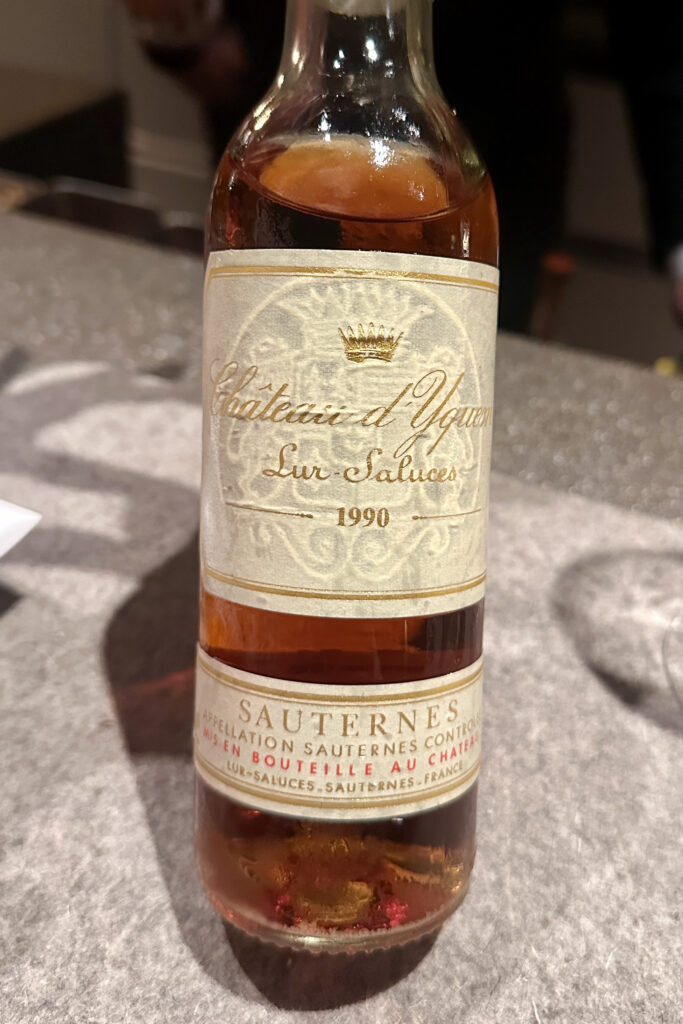 Château d'Yquem
Lur-Saluces
1990
SAUTERNES
APPELLATION SAUTERNES CONTROLÉE
MIS EN BOUTEILLE AU CHATEAU
LUR-SALUCES-SAUTERNES-FRANCE